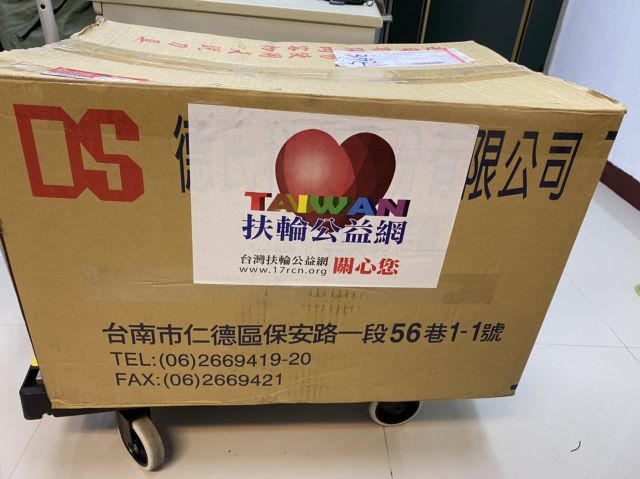 DS 德 限公司
TAIWAN
扶輪公益網
台灣扶輪公益網
www.17rcn.org 關心您
台南市仁德區保安路一段56巷1-1號
TEL:(06)2669419-20
FAX:(06)2669421